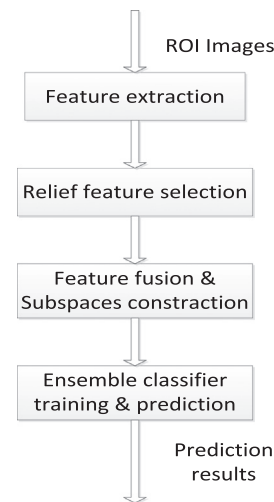 ROI Images
Feature extraction
Relief feature selection
Feature fusion &
Subspaces constraction
Ensemble classifier
training & prediction
Prediction
results